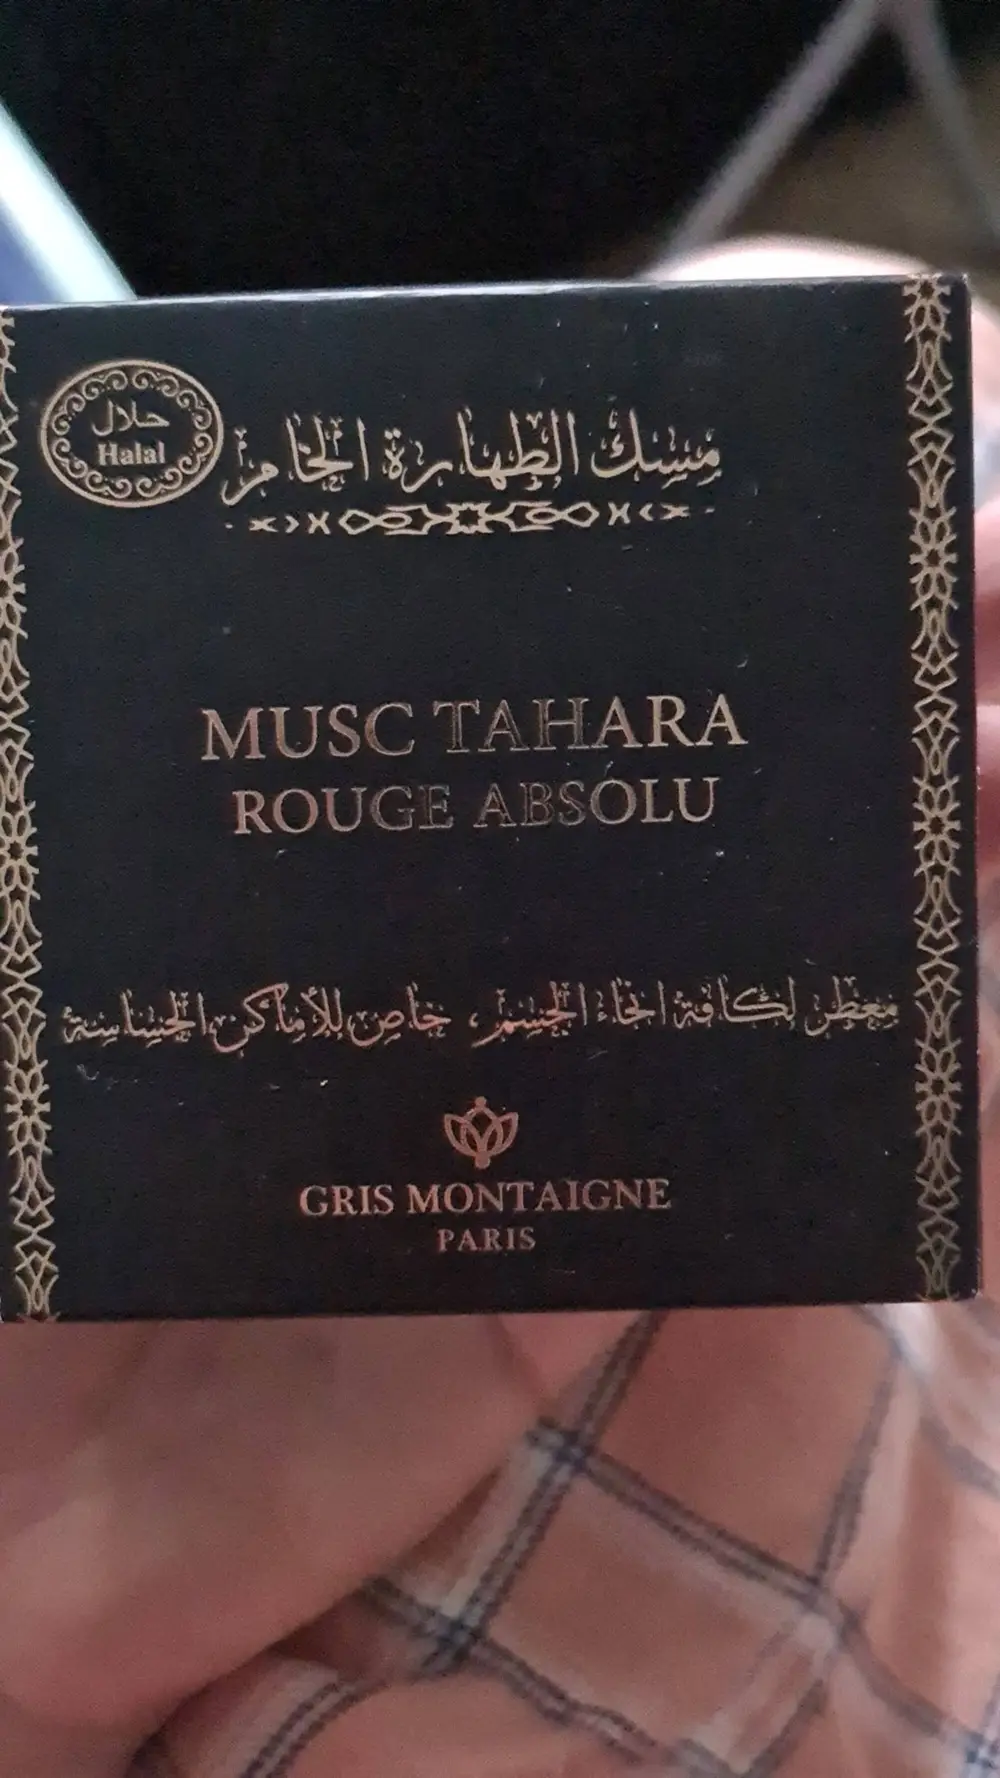 حلال
Halal
مسك الطهارة الخام
MUSC TAHARA
ROUGE ABSOLU
معطر لكافة انحاء الجسم، خاص للأماكن الحساسة
GRIS MONTAIGNE
PARIS